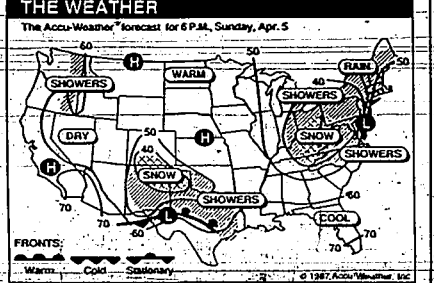 THE WEATHER
The Accu-Weather® forecast for 6 P.M., Sunday, Apr. 5
60
50
50
H
WARM
RAIN
SHOWERS
40
SHOWERS
DRY
50
H
SNOW
L
40
H
SNOW
SHOWERS
SHOWERS
60
70
70
60
L
COOL
70
70
FRONTS:
Warm Cold Stationary
© 1987 Accu-Weather, Inc.